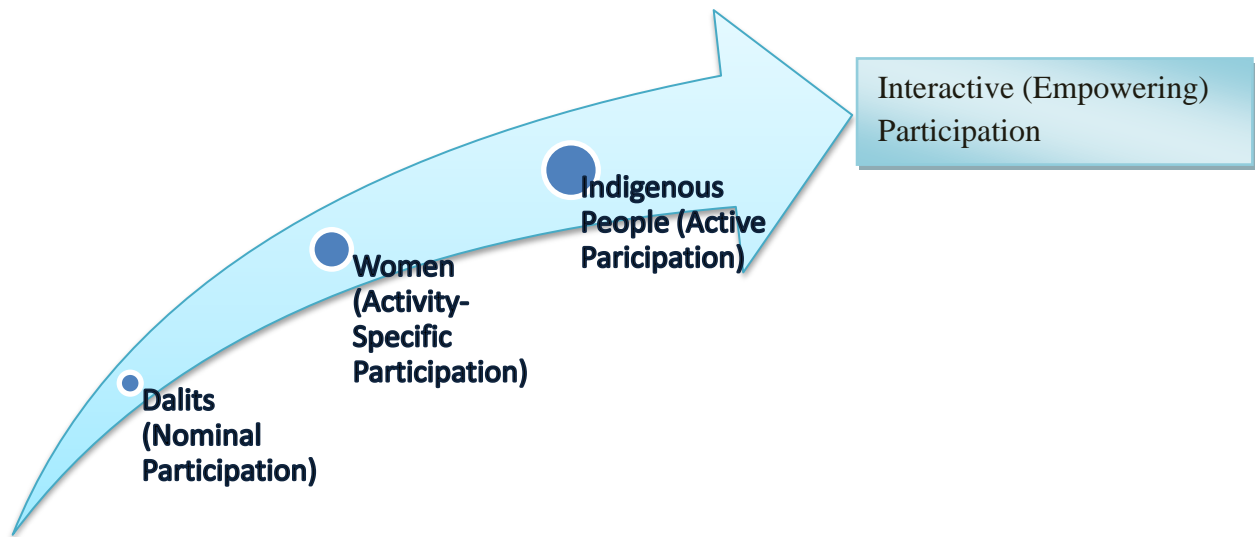 Interactive (Empowering)
Participation
Indigenous
People (Active
Paricipation)
Women
(Activity-
Specific
Participation)
Dalits
(Nominal
Participation)